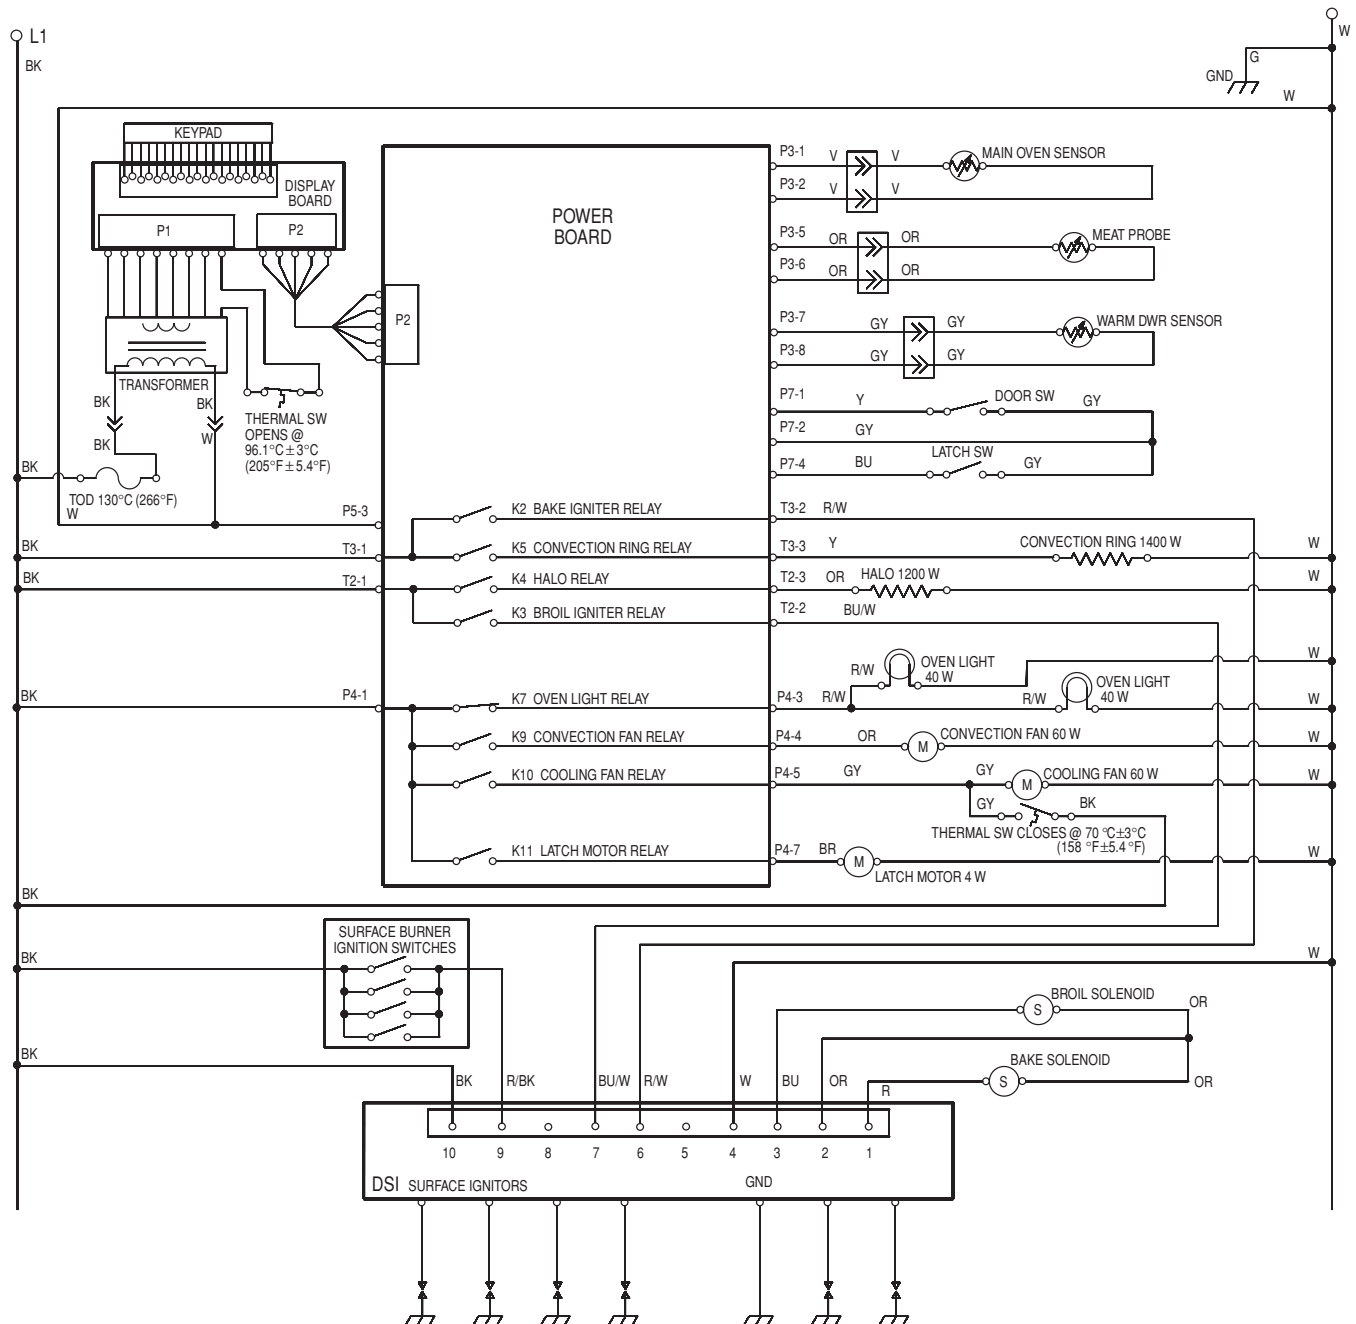 L1
BK
W
G
GND
W
KEYPAD
DISPLAY
BOARD
P1
P2
POWER
BOARD
P3-1
V
V
MAIN OVEN SENSOR
P3-2
V
V
P3-5
OR
OR
MEAT PROBE
P3-6
OR
OR
P2
P3-7
GY
GY
WARM DWR SENSOR
P3-8
GY
GY
TRANSFORMER
BK
BK
BK
W
THERMAL SW
OPENS @
96.1°C ± 3°C
(205°F ± 5.4°F)
P7-1
Y
DOOR SW
GY
P7-2
GY
P7-4
BU
LATCH SW
GY
BK
TOD 130°C (266°F)
W
P5-3
K2 BAKE IGNITER RELAY
T3-2
R/W
BK
T3-1
K5 CONVECTION RING RELAY
T3-3
Y
CONVECTION RING 1400 W
W
BK
T2-1
K4 HALO RELAY
T2-3
OR
HALO 1200 W
W
K3 BROIL IGNITER RELAY
T2-2
BU/W
R/W
OVEN LIGHT
40 W
W
BK
P4-1
K7 OVEN LIGHT RELAY
P4-3
R/W
R/W
OVEN LIGHT
40 W
W
K9 CONVECTION FAN RELAY
P4-4
OR
M
CONVECTION FAN 60 W
W
K10 COOLING FAN RELAY
P4-5
GY
GY
M
COOLING FAN 60 W
W
GY
BK
THERMAL SW CLOSES @ 70 °C±3°C
(158 °F±5.4 °F)
K11 LATCH MOTOR RELAY
P4-7
BR
M
LATCH MOTOR 4 W
W
BK
SURFACE BURNER
IGNITION SWITCHES
BK
W
BROIL SOLENOID
S
OR
BK
BAKE SOLENOID
S
OR
BK
R/BK
BU/W
R/W
W
BU
OR
R
10
9
8
7
6
5
4
3
2
1
DSI SURFACE IGNITORS
GND